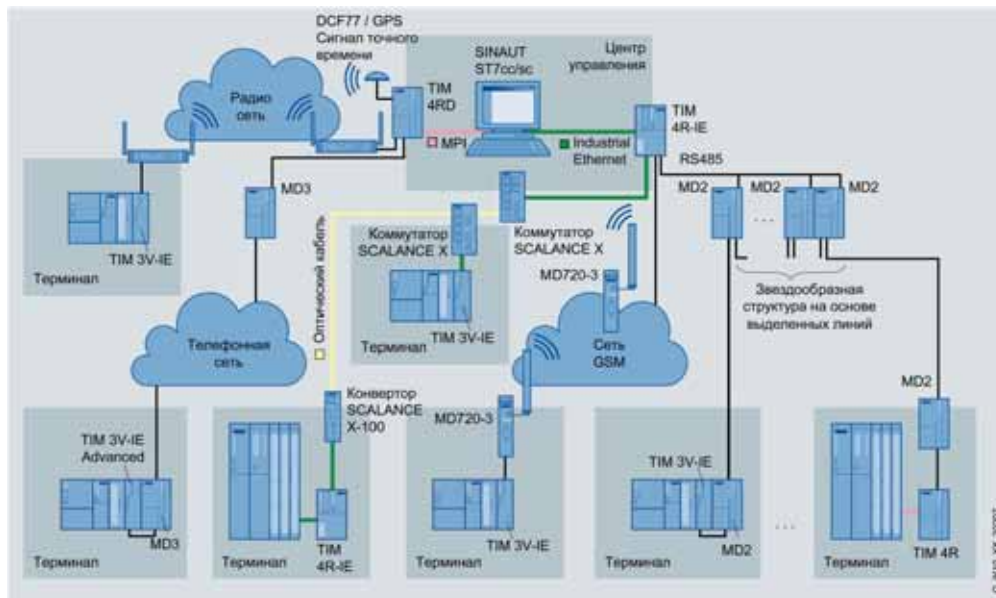 DCF77 / GPS
Сигнал точного
времени
SINAUT
ST7cc/sc
Центр
управления
Радио
сеть
TIM
4RD
TIM
4R-IE
MPI
Industrial
Ethernet
RS485
MD3
MD2
MD2
MD2
...
TIM 3V-IE
Терминал
Оптический кабель
Коммутатор
SCALANCE X
Коммутатор
SCALANCE X
MD720-3
TIM 3V-IE
Терминал
Звездообразная
структура на основе
выделенных линий
Телефонная
сеть
Сеть
GSM
Конвертор
SCALANCE
X-100
MD720-3
MD2
TIM 3V-IE
Advanced
MD3
Терминал
TIM
4R-IE
Терминал
TIM 3V-IE
Терминал
TIM 3V-IE
MD2
Терминал
...
TIM 4R
Терминал